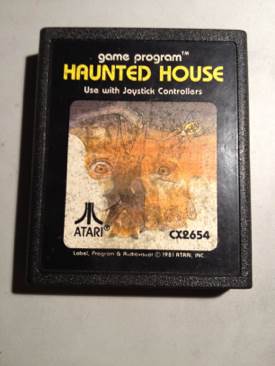 game program™
HAUNTED HOUSE
Use with Joystick Controllers
ATARI®
CX2654
Label, Program & Audiovisual © 1981 ATARI, INC.